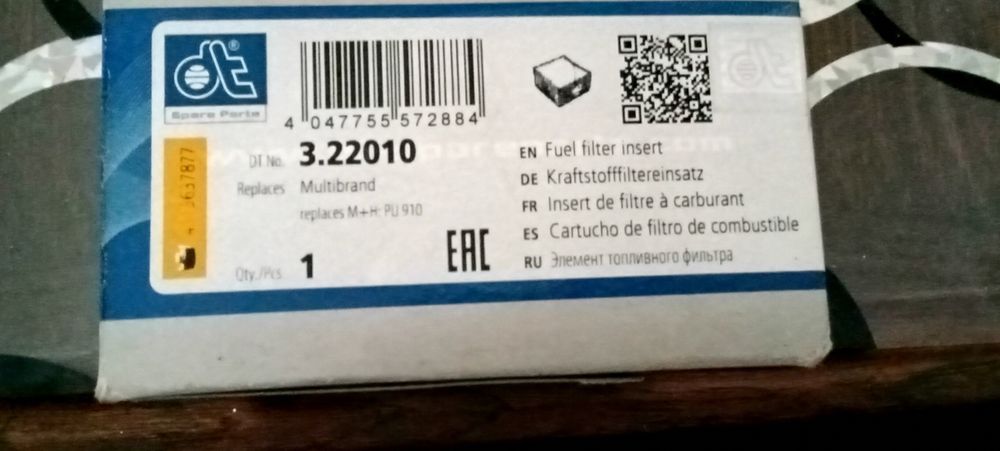 dt®
Spare Parts
4 047755 572884
DT No. 3.22010
Replaces Multibrand
replaces M+H: PU 910
Qty./Pcs 1
EAC
EN Fuel filter insert
DE Kraftstofffiltereinsatz
FR Insert de filtre à carburant
ES Cartucho de filtro de combustible
RU Элемент топливного фильтра